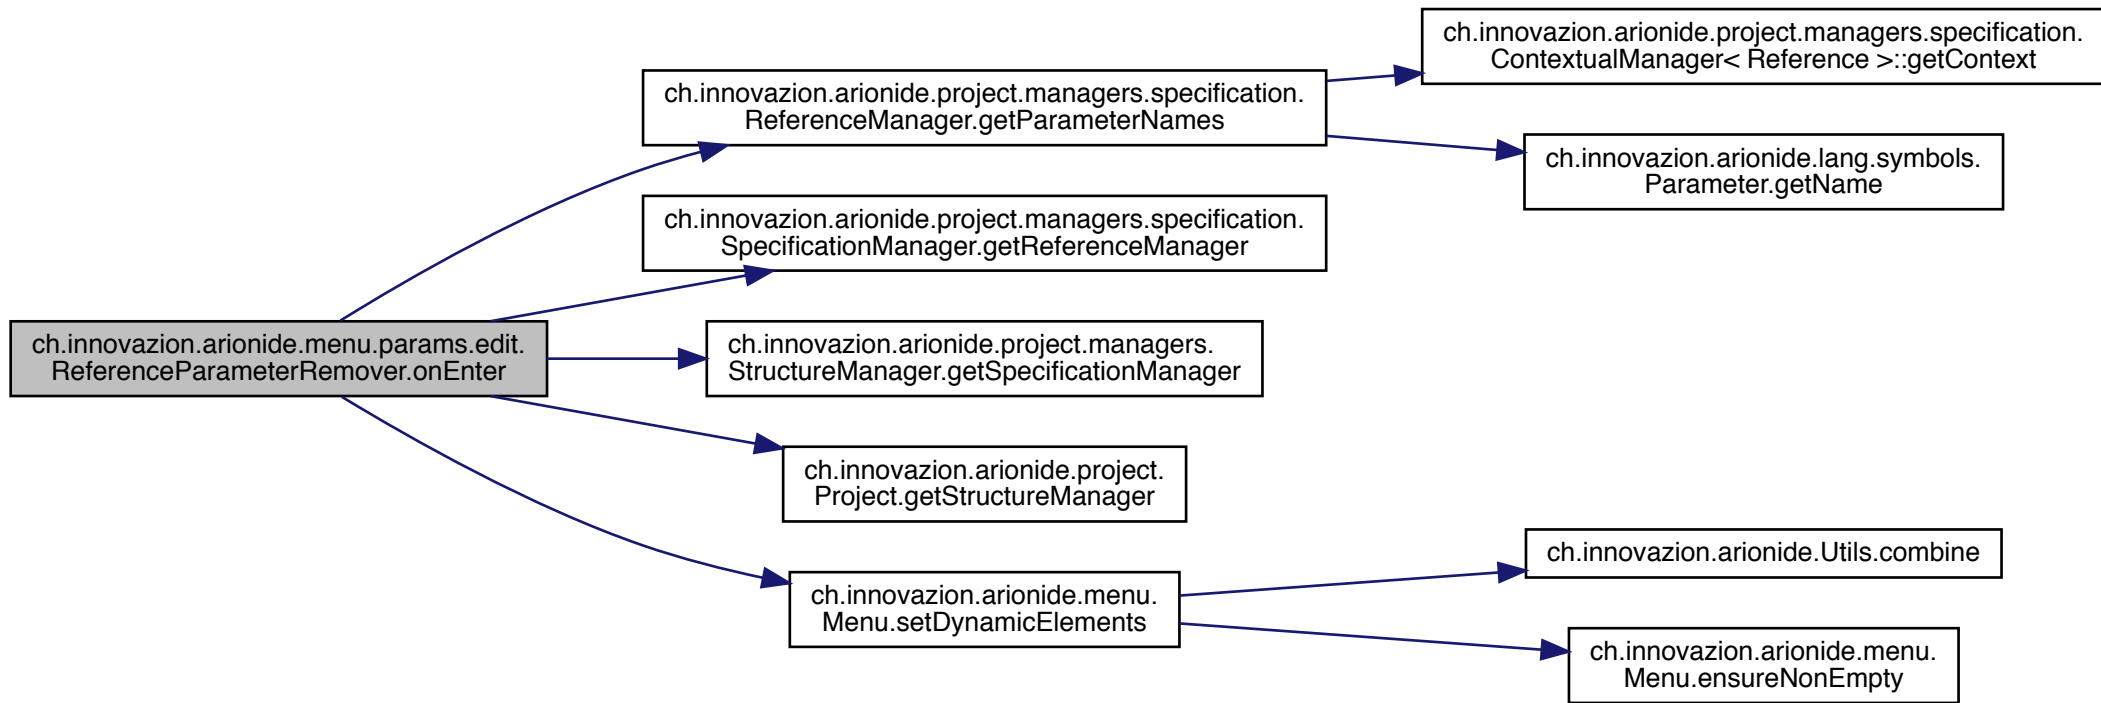 ch.innovazion.arionide.project.managers.specification.
ContextualManager< Reference >::getContext
ch.innovazion.arionide.project.managers.specification.
ReferenceManager.getParameterNames
ch.innovazion.arionide.lang.symbols.
Parameter.getName
ch.innovazion.arionide.project.managers.specification.
SpecificationManager.getReferenceManager
ch.innovazion.arionide.menu.params.edit.
ReferenceParameterRemover.onEnter
ch.innovazion.arionide.project.managers.
StructureManager.getSpecificationManager
ch.innovazion.arionide.project.
Project.getStructureManager
ch.innovazion.arionide.Utils.combine
ch.innovazion.arionide.menu.
Menu.setDynamicElements
ch.innovazion.arionide.menu.
Menu.ensureNonEmpty